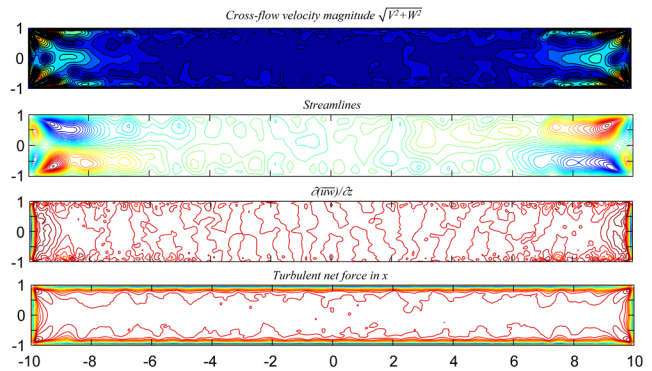 Cross-flow velocity magnitude √V²+W²
1
0
-1
Streamlines
1
0
-1
∂(u̅w̅)/∂z
1
0
-1
Turbulent net force in x
1
0
-1
-10 -8 -6 -4 -2 0 2 4 6 8 10